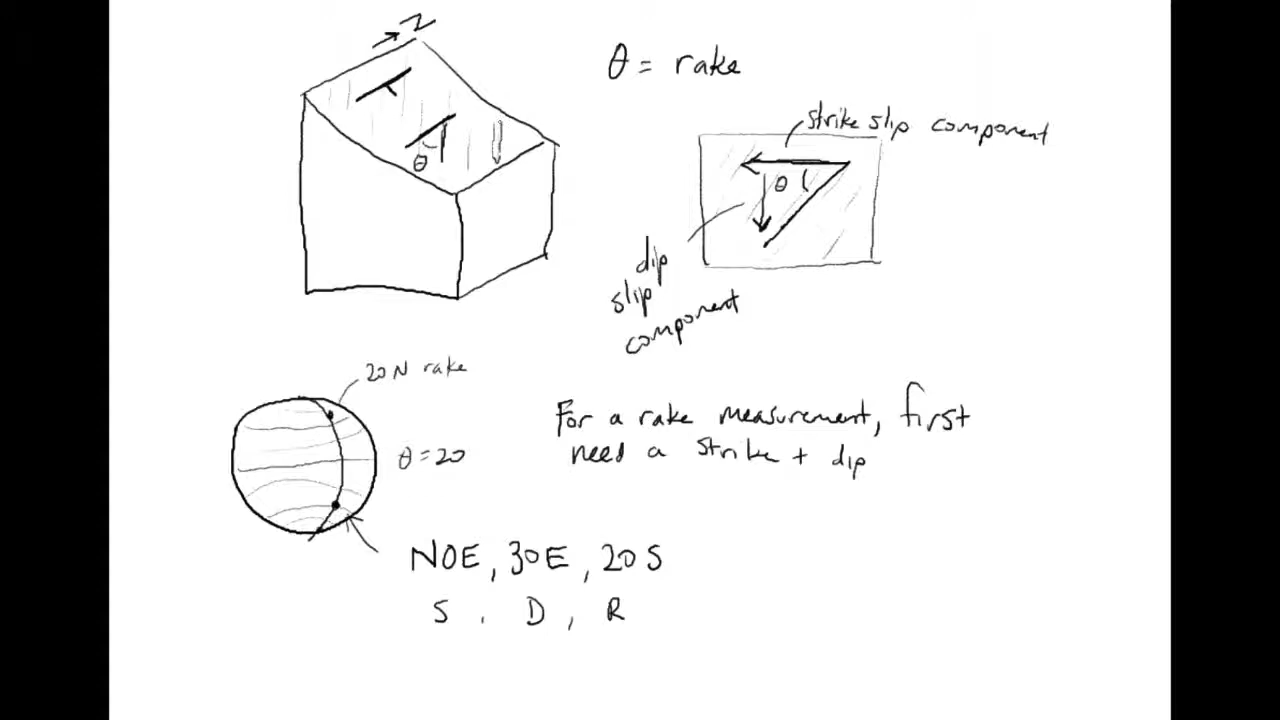 N
θ = rake
θ
strike slip component
θ
dip
slip
component
20N rake
θ = 20
For a rake measurement, first
need a strike + dip
N0E, 30E, 20S
S , D , R